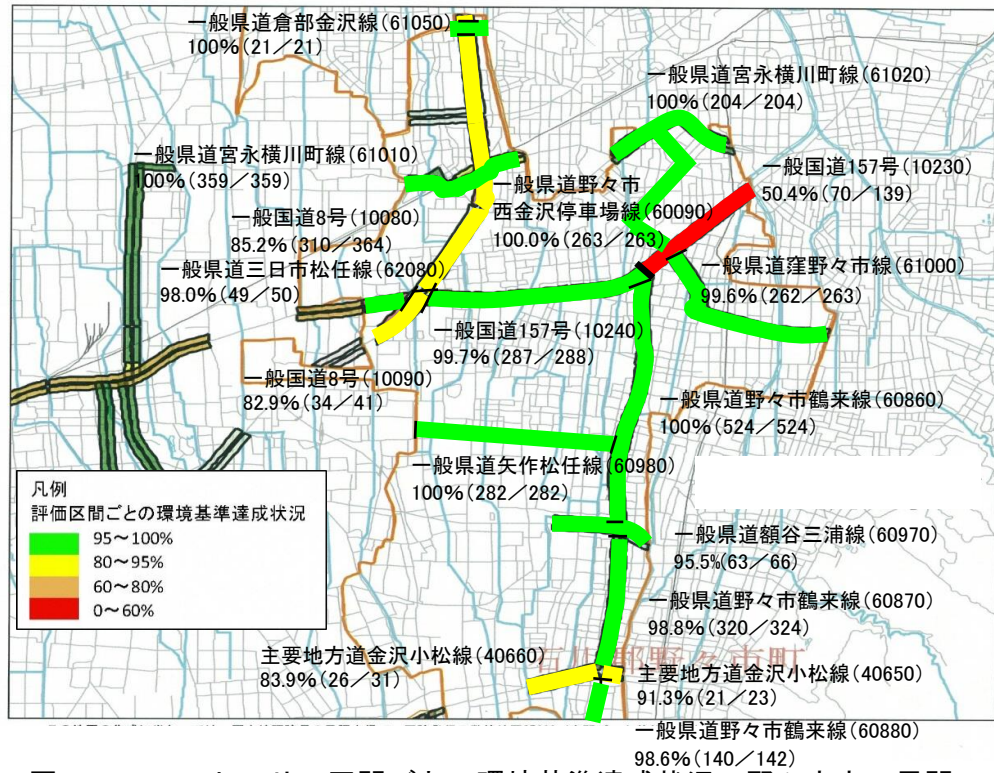 一般県道倉部金沢線(61050)
100%(21/21)
一般県道宮永横川町線(61020)
100%(204/204)
一般県道宮永横川町線(61010)
100%(359/359)
一般国道157号(10230)
50.4%(70/139)
一般県道野々市
西金沢停車場線(60090)
100.0%(263/263)
一般国道8号(10080)
85.2%(310/364)
一般県道三日市松任線(62080)
98.0%(49/50)
一般県道窪野々市線(61000)
99.6%(262/263)
一般国道157号(10240)
99.7%(287/288)
一般国道8号(10090)
82.9%(34/41)
一般県道野々市鶴来線(60860)
100%(524/524)
一般県道矢作松任線(60980)
100%(282/282)
凡例
評価区間ごとの環境基準達成状況
95~100%
80~95%
60~80%
0~60%
一般県道額谷三浦線(60970)
95.5%(63/66)
一般県道野々市鶴来線(60870)
98.8%(320/324)
郡野々市町
主要地方道金沢小松線(40660)
83.9%(26/31)
主要地方道金沢小松線(40650)
91.3%(21/23)
一般県道野々市鶴来線(60880)
98.6%(140/142)